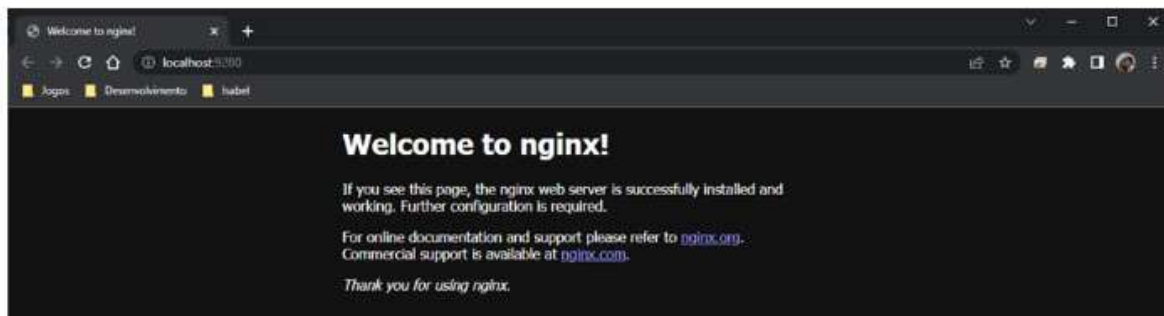 Welcome to nginx!
localhost:9200
Jogos Desenvolvimento Isabel
Welcome to nginx!
If you see this page, the nginx web server is successfully installed and
working. Further configuration is required.
For online documentation and support please refer to nginx.org.
Commercial support is available at nginx.com.
Thank you for using nginx.